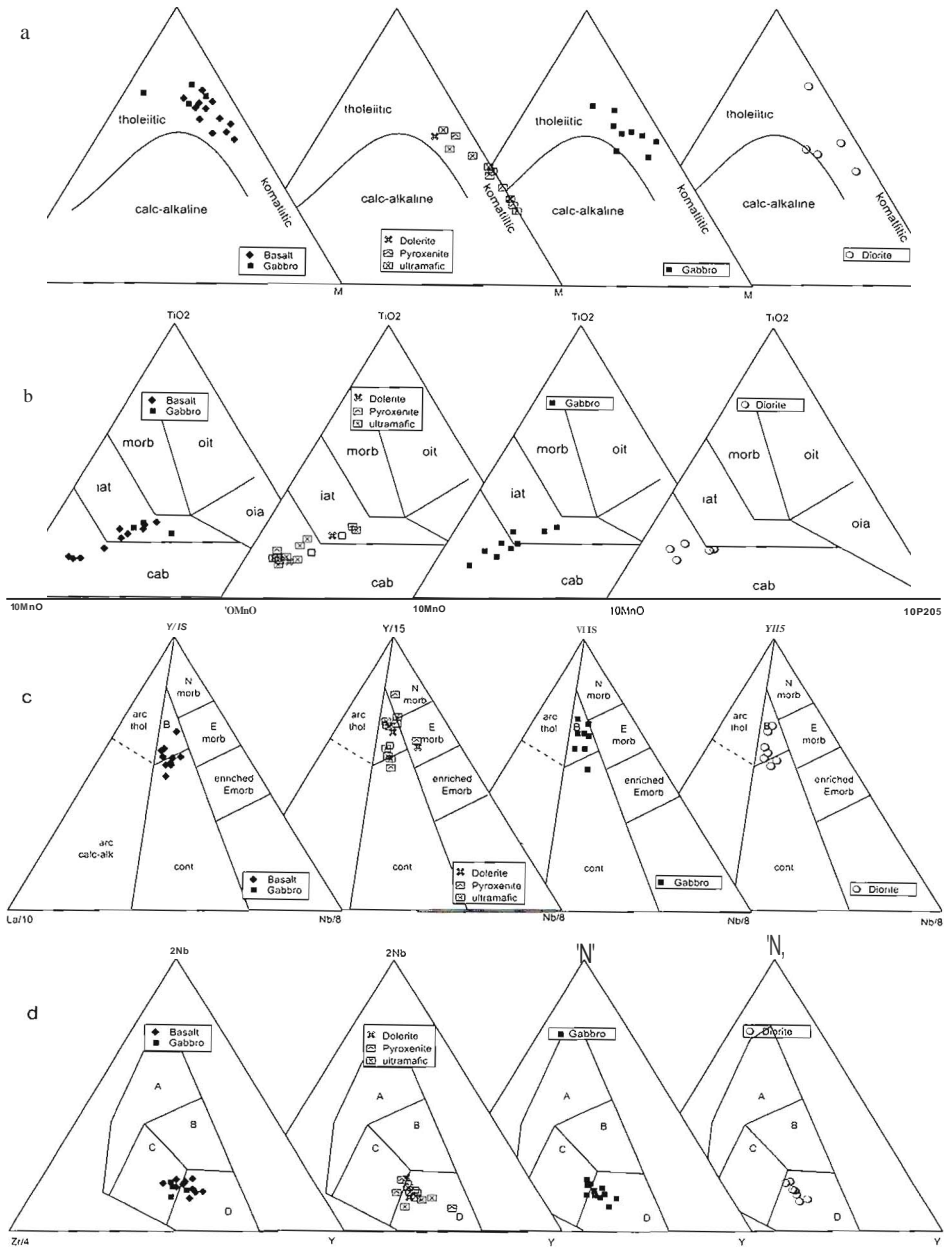 a
tholeiitic
calc-alkaline
komatiitic
Basalt
Gabbro
M
tholeiitic
calc-alkaline
komatiitic
Dolerite
Pyroxenite
ultramafic
M
tholeiitic
calc-alkaline
komatiitic
Gabbro
M
tholeiitic
calc-alkaline
komatiitic
Diorite
b
TiO2
Basalt
Gabbro
morb
oit
iat
oia
cab
10MnO
TiO2
Dolerite
Pyroxenite
ultramafic
morb
oit
iat
cab
'OMnO
TiO2
Gabbro
morb
oit
iat
cab
10MnO
TiO2
Diorite
morb
oit
iat
oia
cab
10MnO
10P205
c
Y/IS
N
morb
arc
thol
B
E
morb
enriched
Emorb
arc
calc-alk
cont
Basalt
Gabbro
La/10
Nb/8
Y/15
N
morb
arc
thol
E
morb
enriched
Emorb
cont
Dolerite
Pyroxenite
ultramafic
Nb/8
VIIS
N
morb
arc
thol
B
E
morb
enriched
Emorb
cont
Gabbro
Nb/8
YII5
N
morb
arc
thol
B
E
morb
enriched
Emorb
cont
Diorite
Nb/8
d
2Nb
Basalt
Gabbro
A
B
C
D
Zr/4
Y
2Nb
Dolerite
Pyroxenite
ultramafic
A
B
C
D
Y
'N'
Gabbro
A
B
C
D
Y
'N,
Diorite
A
B
C
D
Y